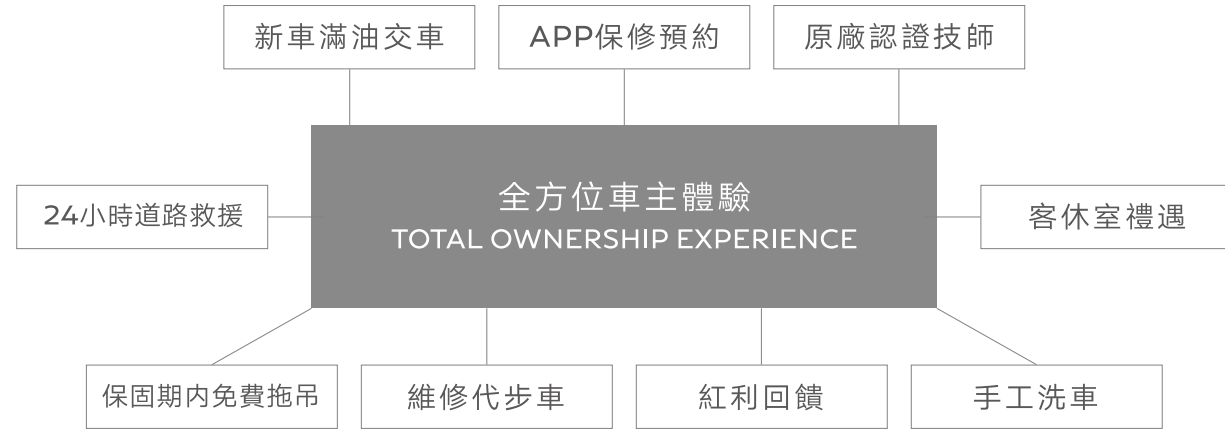 新車滿油交車
APP保修預約
原廠認證技師
24小時道路救援
全方位車主體驗
TOTAL OWNERSHIP EXPERIENCE
客休室禮遇
保固期內免費拖吊
維修代步車
紅利回饋
手工洗車